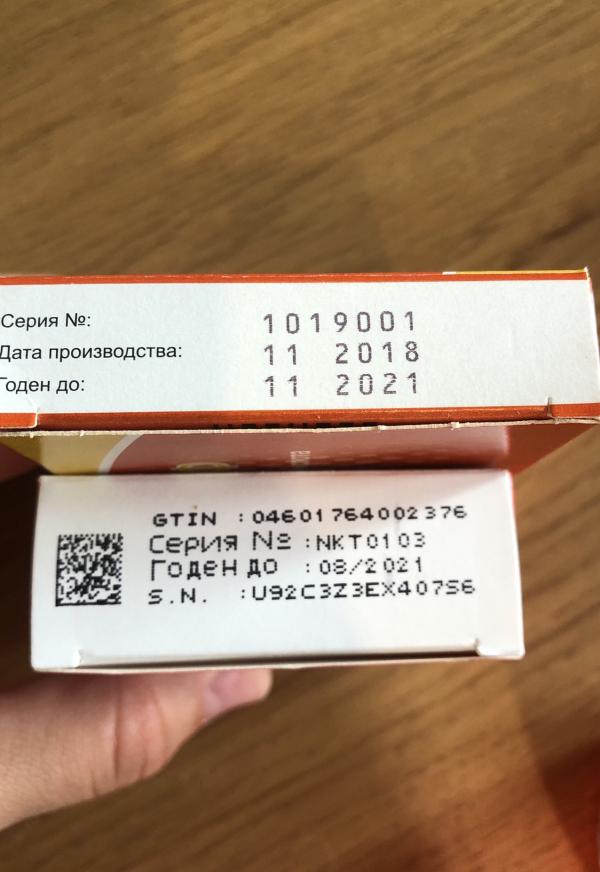 Серия №: 1019001
Дата производства: 11 2018
Годен до: 11 2021
GTIN :04601764002376
Серия № :NKT0103
Годен до :08/2021
S.N. :U92C3Z3EX407S6